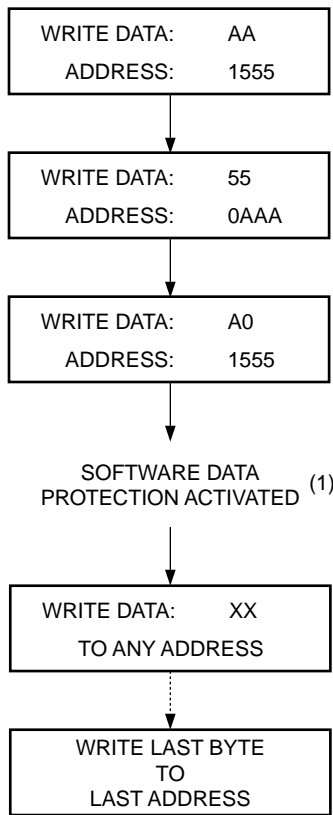 WRITE DATA: AA
ADDRESS: 1555
WRITE DATA: 55
ADDRESS: 0AAA
WRITE DATA: A0
ADDRESS: 1555
SOFTWARE DATA
PROTECTION ACTIVATED (1)
WRITE DATA: XX
TO ANY ADDRESS
WRITE LAST BYTE
TO
LAST ADDRESS